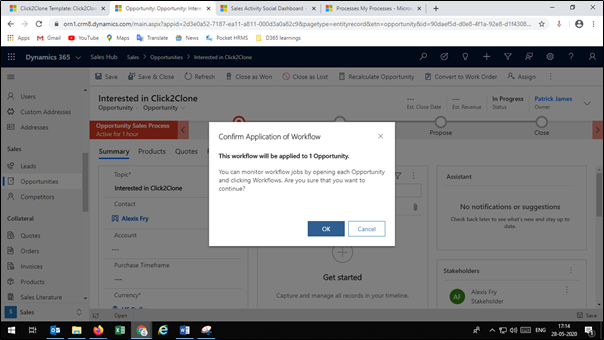 Click2Clone Template: Click2Clon
Opportunity: Opportunity: Intere
Sales Activity Social Dashboard -
Processes My Processes - Micros
crm1.crm8.dynamics.com/main.aspx?appid=2d3e0a52-7187-ea11-a811-000d3a0a82c9&pagetype=entityrecord&etn=opportunity&id=90daef5d-d0e6-4f1a-92e8-d1f4308...
Apps
Gmail
YouTube
Maps
Translate
News
Pocket HRMS
D365 learnings
Dynamics 365
Sales Hub
Sales > Opportunities > Interested in Click2Clone
Save
Save & Close
Refresh
Close as Won
Close as Lost
Recalculate Opportunity
Convert to Work Order
Assign
Users
Custom Addresses
Addresses
Sales
Leads
Opportunities
Competitors
Collateral
Quotes
Orders
Invoices
Products
Sales Literature
Sales
Interested in Click2Clone
Opportunity · Opportunity
---
Est. Close Date
---
Est. Revenue
In Progress
Status
Patrick James
Owner
Opportunity Sales Process
Active for 1 hour
Propose
Close
Summary
Products
Quotes
Topic*
Interested in Click2Clone
Contact
Alexis Fry
Account
---
Purchase Timeframe
---
Currency*
Confirm Application of Workflow
This workflow will be applied to 1 Opportunity.
You can monitor workflow jobs by opening each Opportunity
and clicking Workflows. Are you sure that you want to
continue?
OK
Cancel
Get started
Capture and manage all records in your timeline.
Assistant
No notifications or suggestions
Check back later to see what's new and stay up to
date.
Stakeholders
AF
Alexis Fry
Stakeholder
Open
Save
ENG
17:14
28-05-2020